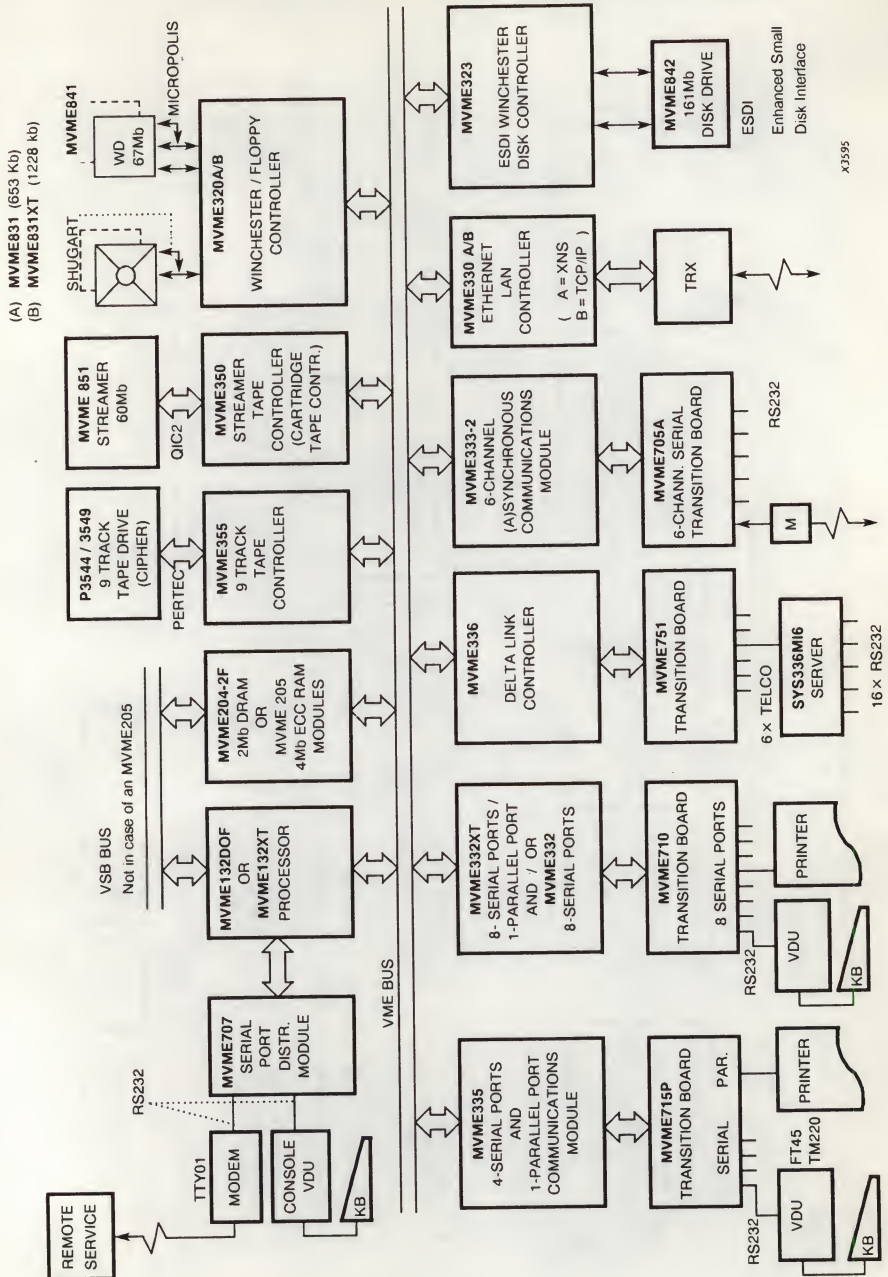 REMOTE
SERVICE
TTY01
MODEM
CONSOLE
VDU
KB
RS232
MVME707
SERIAL
PORT
DISTR.
MODULE
VSB BUS
Not in case of an MVME205
MVME132DOF
OR
MVME132XT
PROCESSOR
MVME204-2F
2Mb DRAM
OR
MVME 205
4Mb ECC RAM
MODULES
P3544 / 3549
9 TRACK
TAPE DRIVE
(CIPHER)
PERTEC
MVME355
9 TRACK
TAPE
CONTROLLER
MVME 851
STREAMER
60Mb
QIC2
MVME350
STREAMER
TAPE
CONTROLLER
(CARTRIDGE
TAPE CONTR.)
(A) MVME831 (653 Kb)
(B) MVME831XT (1228 kb)
SHUGART
MVME841
WD
67Mb
MICROPOLIS
MVME320A/B
WINCHESTER / FLOPPY
CONTROLLER
VME BUS
MVME335
4-SERIAL PORTS
AND
1-PARALLEL PORT
COMMUNICATIONS
MODULE
MVME715P
TRANSITION BOARD
SERIAL PAR.
RS232
FT45
TM220
VDU
KB
PRINTER
MVME332XT
8- SERIAL PORTS /
1-PARALLEL PORT
AND / OR
MVME332
8-SERIAL PORTS
MVME710
TRANSITION BOARD
8 SERIAL PORTS
RS232
VDU
KB
PRINTER
MVME336
DELTA LINK
CONTROLLER
MVME751
TRANSITION BOARD
6× TELCO
SYS336MI6
SERVER
16× RS232
MVME333-2
6-CHANNEL
(A)SYNCHRONOUS
COMMUNICATIONS
MODULE
MVME705A
6-CHANN. SERIAL
TRANSITION BOARD
RS232
M
MVME330 A/B
ETHERNET
LAN
CONTROLLER
( A = XNS
B = TCP/IP )
TRX
MVME323
ESDI WINCHESTER
DISK CONTROLLER
MVME842
161Mb
DISK DRIVE
ESDI
Enhanced Small
Disk Interface
X3595